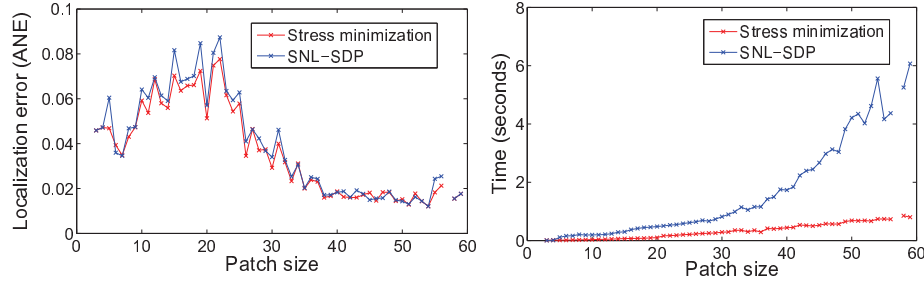 Localization error (ANE)
0.1
0.08
0.06
0.04
0.02
0
Stress minimization
SNL-SDP
0 10 20 30 40 50 60
Patch size
Time (seconds)
8
6
4
2
0
Stress minimization
SNL-SDP
0 10 20 30 40 50 60
Patch size